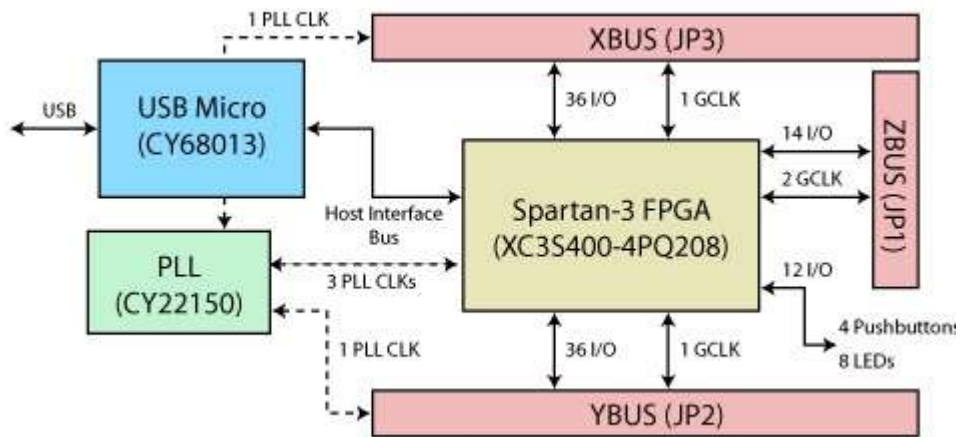 1 PLL CLK
XBUS (JP3)
USB
USB Micro
(CY68013)
36 I/O
1 GCLK
14 I/O
2 GCLK
ZBUS (JP1)
Host Interface
Bus
Spartan-3 FPGA
(XC3S400-4PQ208)
PLL
(CY22150)
3 PLL CLKs
12 I/O
1 PLL CLK
36 I/O
1 GCLK
4 Pushbuttons
8 LEDs
YBUS (JP2)